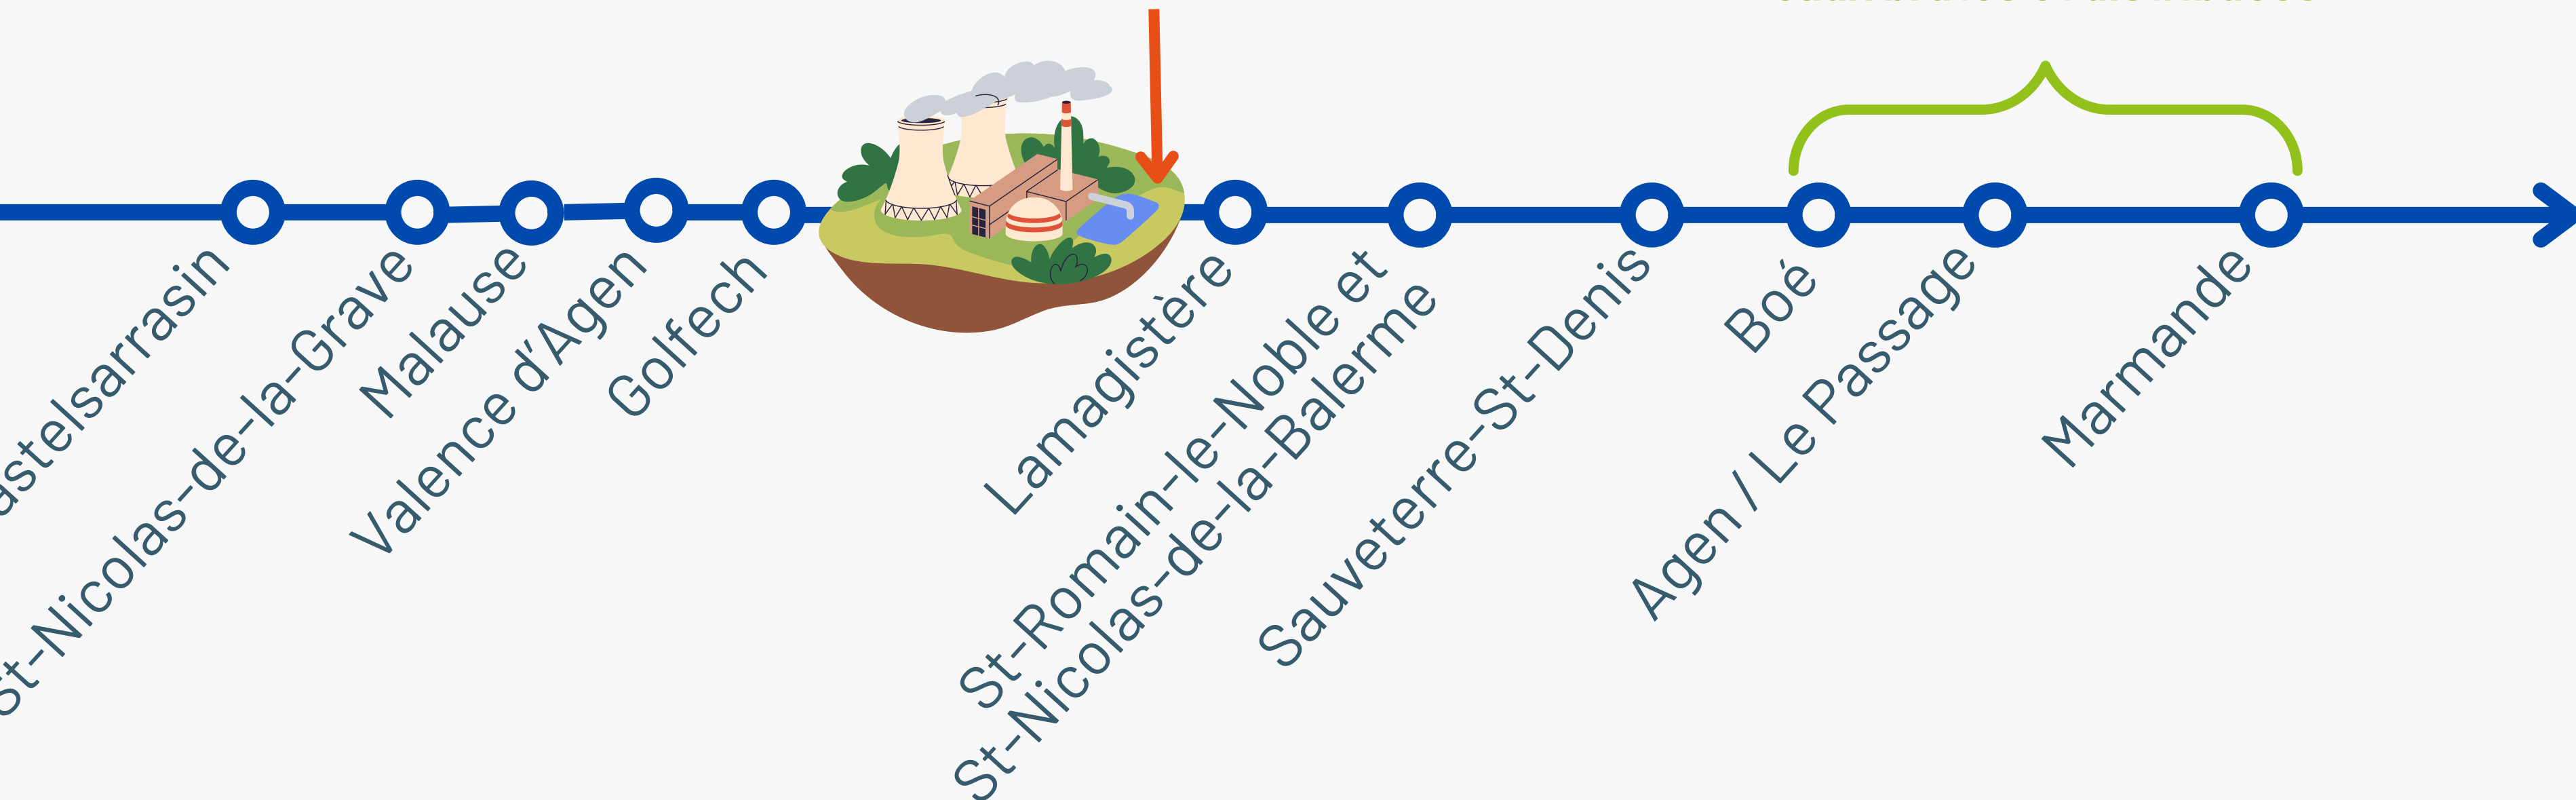 astelsarrasin
St-Nicolas-de-la-Grave
Malause
Valence d'Agen
Golfech
Lamagistère
St-Romain-le-Noble et
St-Nicolas-de-la-Balerme
Sauveterre-St-Denis
Boé
Agen / Le Passage
Marmande